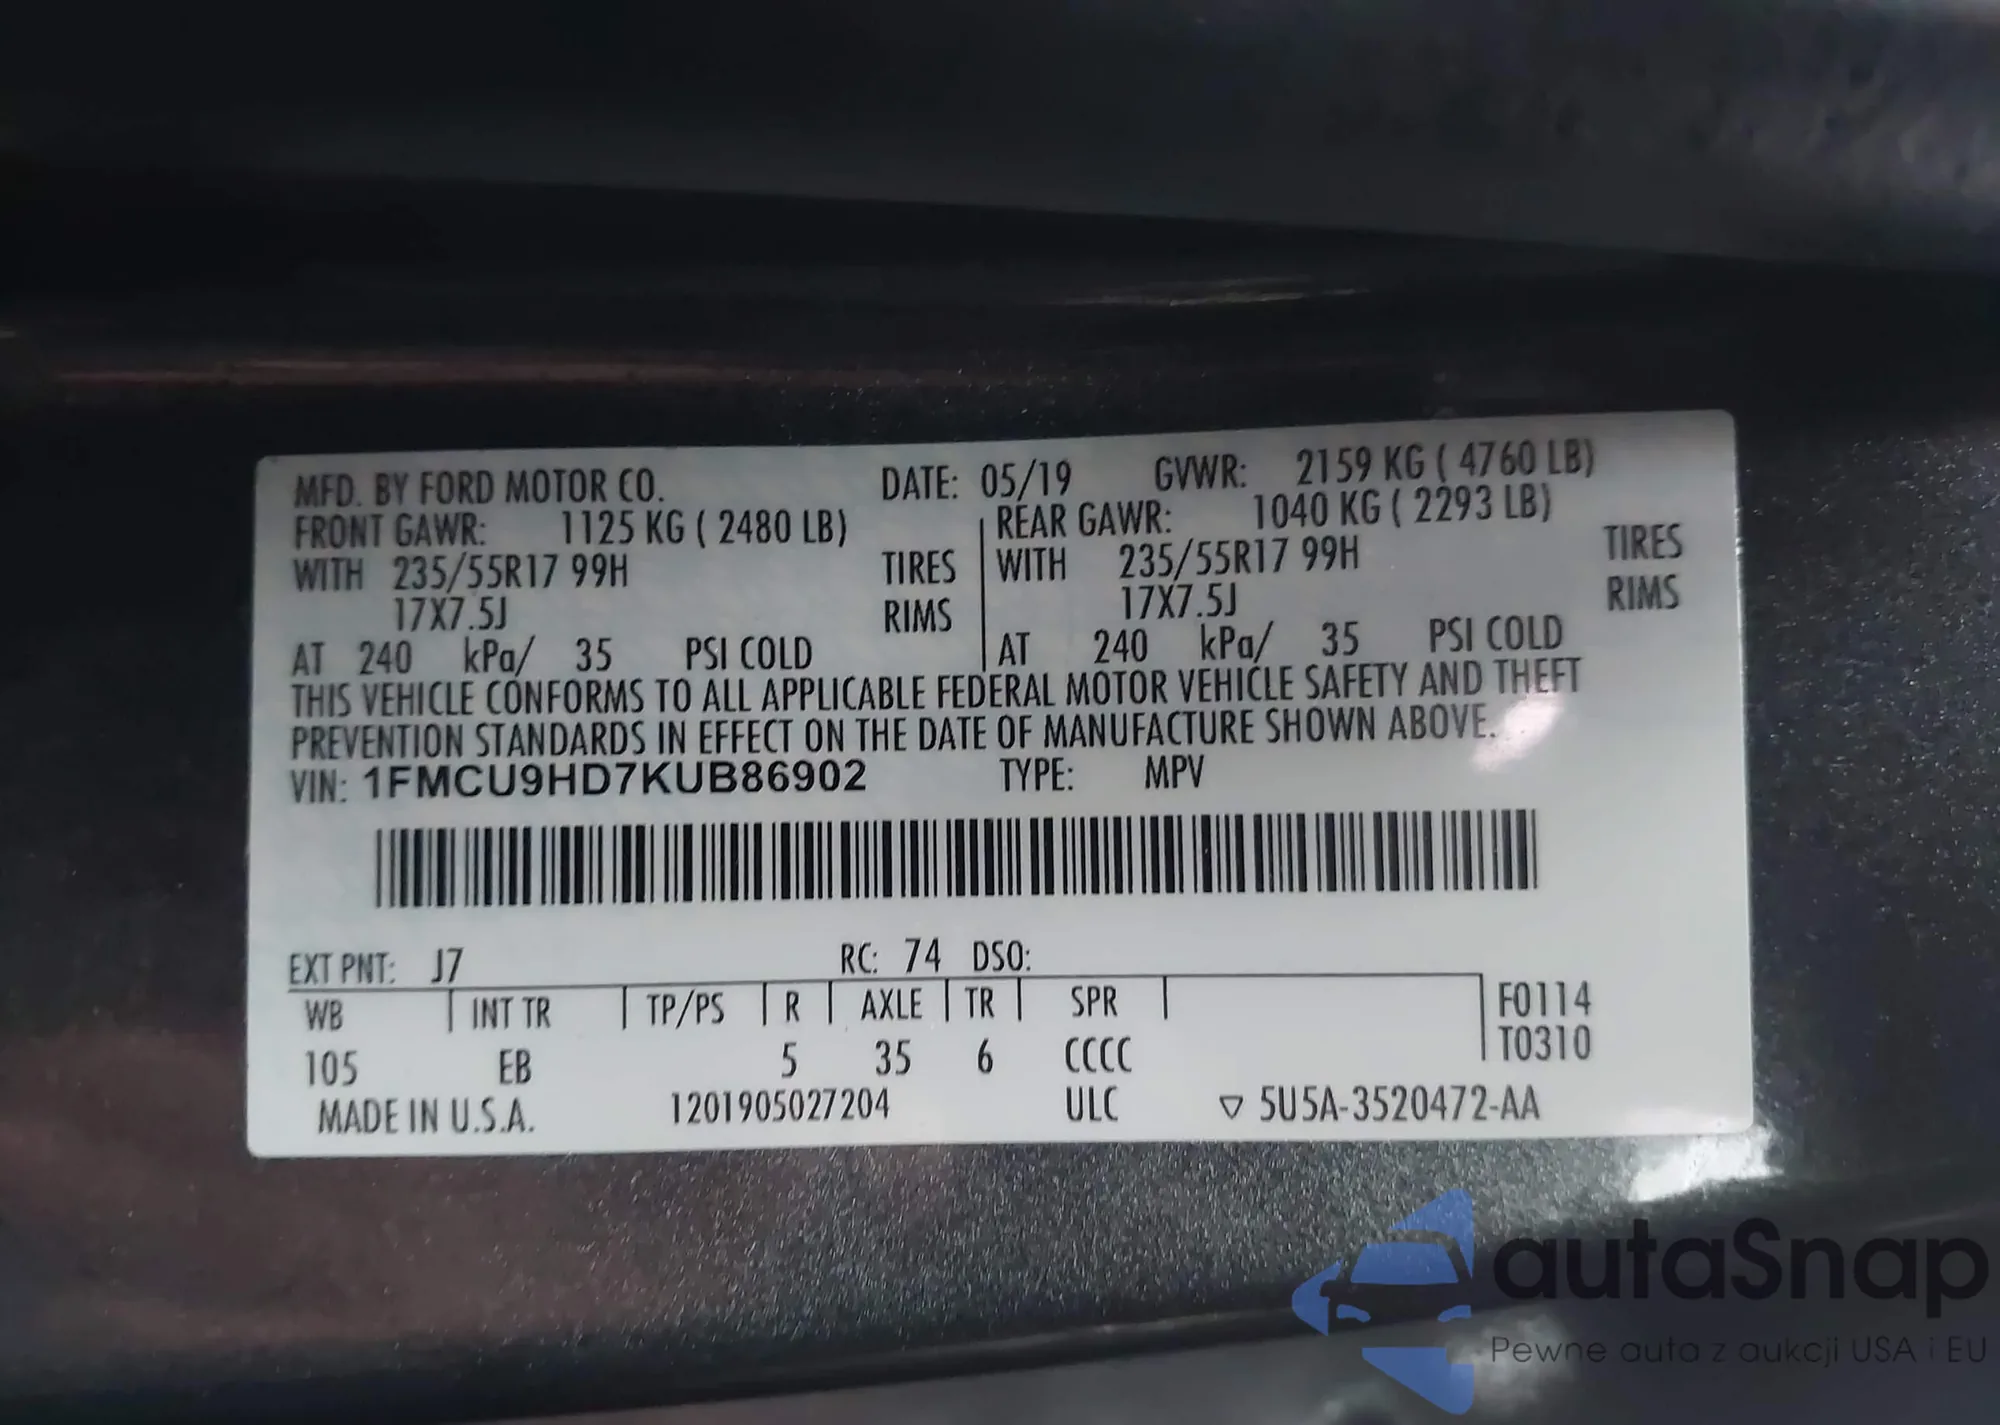 MFD. BY FORD MOTOR CO. DATE: 05/19 GVWR: 2159 KG ( 4760 LB)
FRONT GAWR: 1125 KG ( 2480 LB) REAR GAWR: 1040 KG ( 2293 LB)
WITH 235/55R17 99H TIRES WITH 235/55R17 99H TIRES
17X7.5J RIMS 17X7.5J RIMS
AT 240 kPa/ 35 PSI COLD AT 240 kPa/ 35 PSI COLD
THIS VEHICLE CONFORMS TO ALL APPLICABLE FEDERAL MOTOR VEHICLE SAFETY AND THEFT
PREVENTION STANDARDS IN EFFECT ON THE DATE OF MANUFACTURE SHOWN ABOVE.
VIN: 1FMCU9HD7KUB86902 TYPE: MPV
EXT PNT: J7 RC: 74 DSO:
WB INT TR TP/PS R AXLE TR SPR F0114
T0310
105 EB 5 35 6 CCCC
MADE IN U.S.A. 1201905027204 ULC ▽ 5U5A-3520472-AA
autaSnap
Pewne auta z aukcji USA i EU